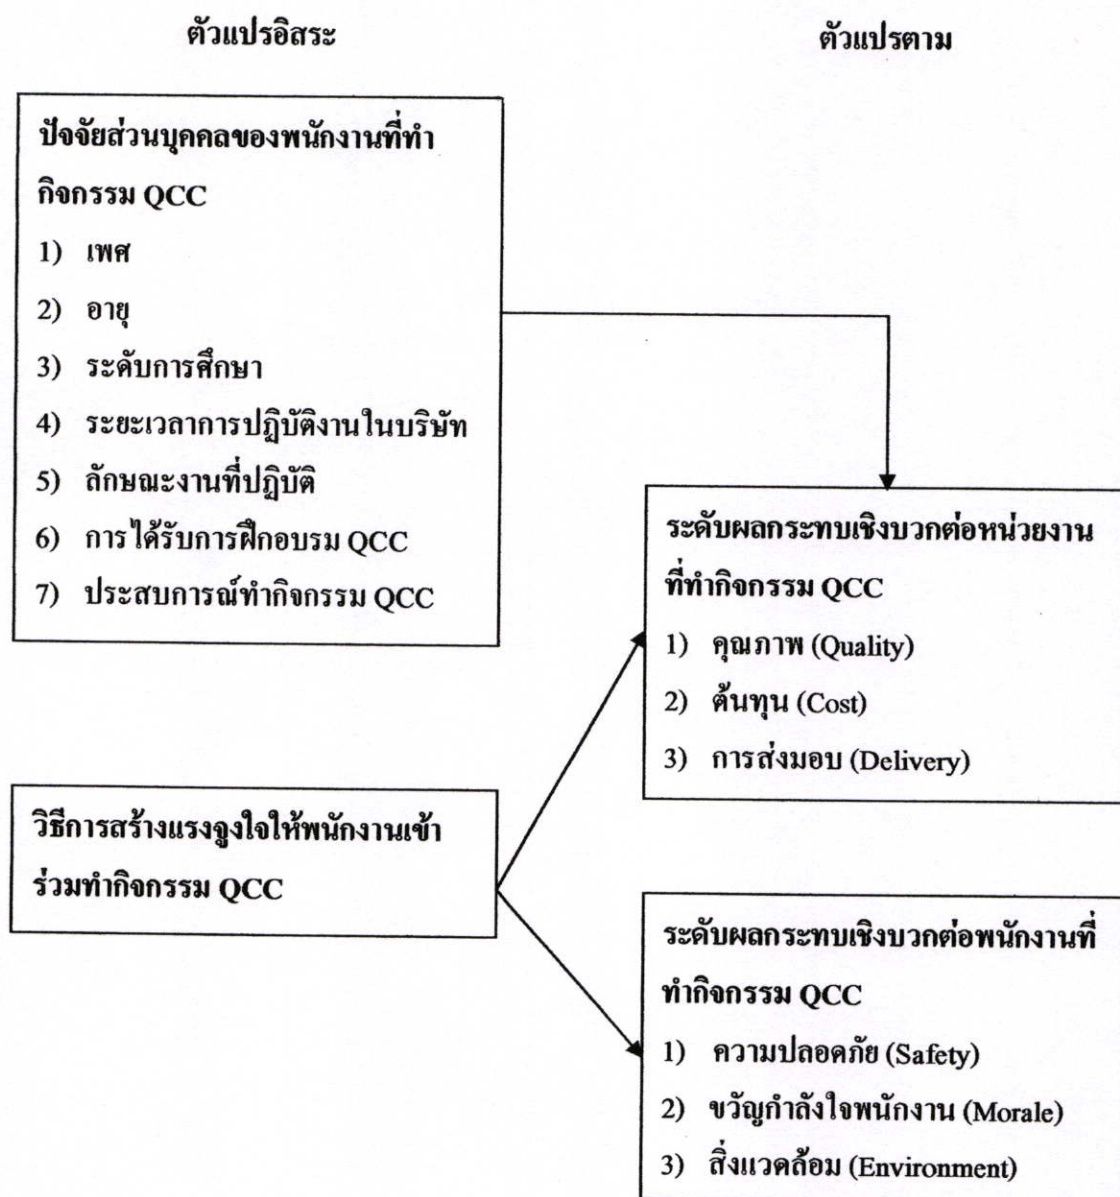 ตัวแปรอิสระ
ตัวแปรตาม
ปัจจัยส่วนบุคคลของพนักงานที่ทำ
กิจกรรม QCC
1) เพศ
2) อายุ
3) ระดับการศึกษา
4) ระยะเวลาการปฏิบัติงานในบริษัท
5) ลักษณะงานที่ปฏิบัติ
6) การได้รับการฝึกอบรม QCC
7) ประสบการณ์ทำกิจกรรม QCC
วิธีการสร้างแรงจูงใจให้พนักงานเข้า
ร่วมทำกิจกรรม QCC
ระดับผลกระทบเชิงบวกต่อหน่วยงาน
ที่ทำกิจกรรม QCC
1) คุณภาพ (Quality)
2) ต้นทุน (Cost)
3) การส่งมอบ (Delivery)
ระดับผลกระทบเชิงบวกต่อพนักงานที่
ทำกิจกรรม QCC
1) ความปลอดภัย (Safety)
2) ขวัญกำลังใจพนักงาน (Morale)
3) สิ่งแวดล้อม (Environment)